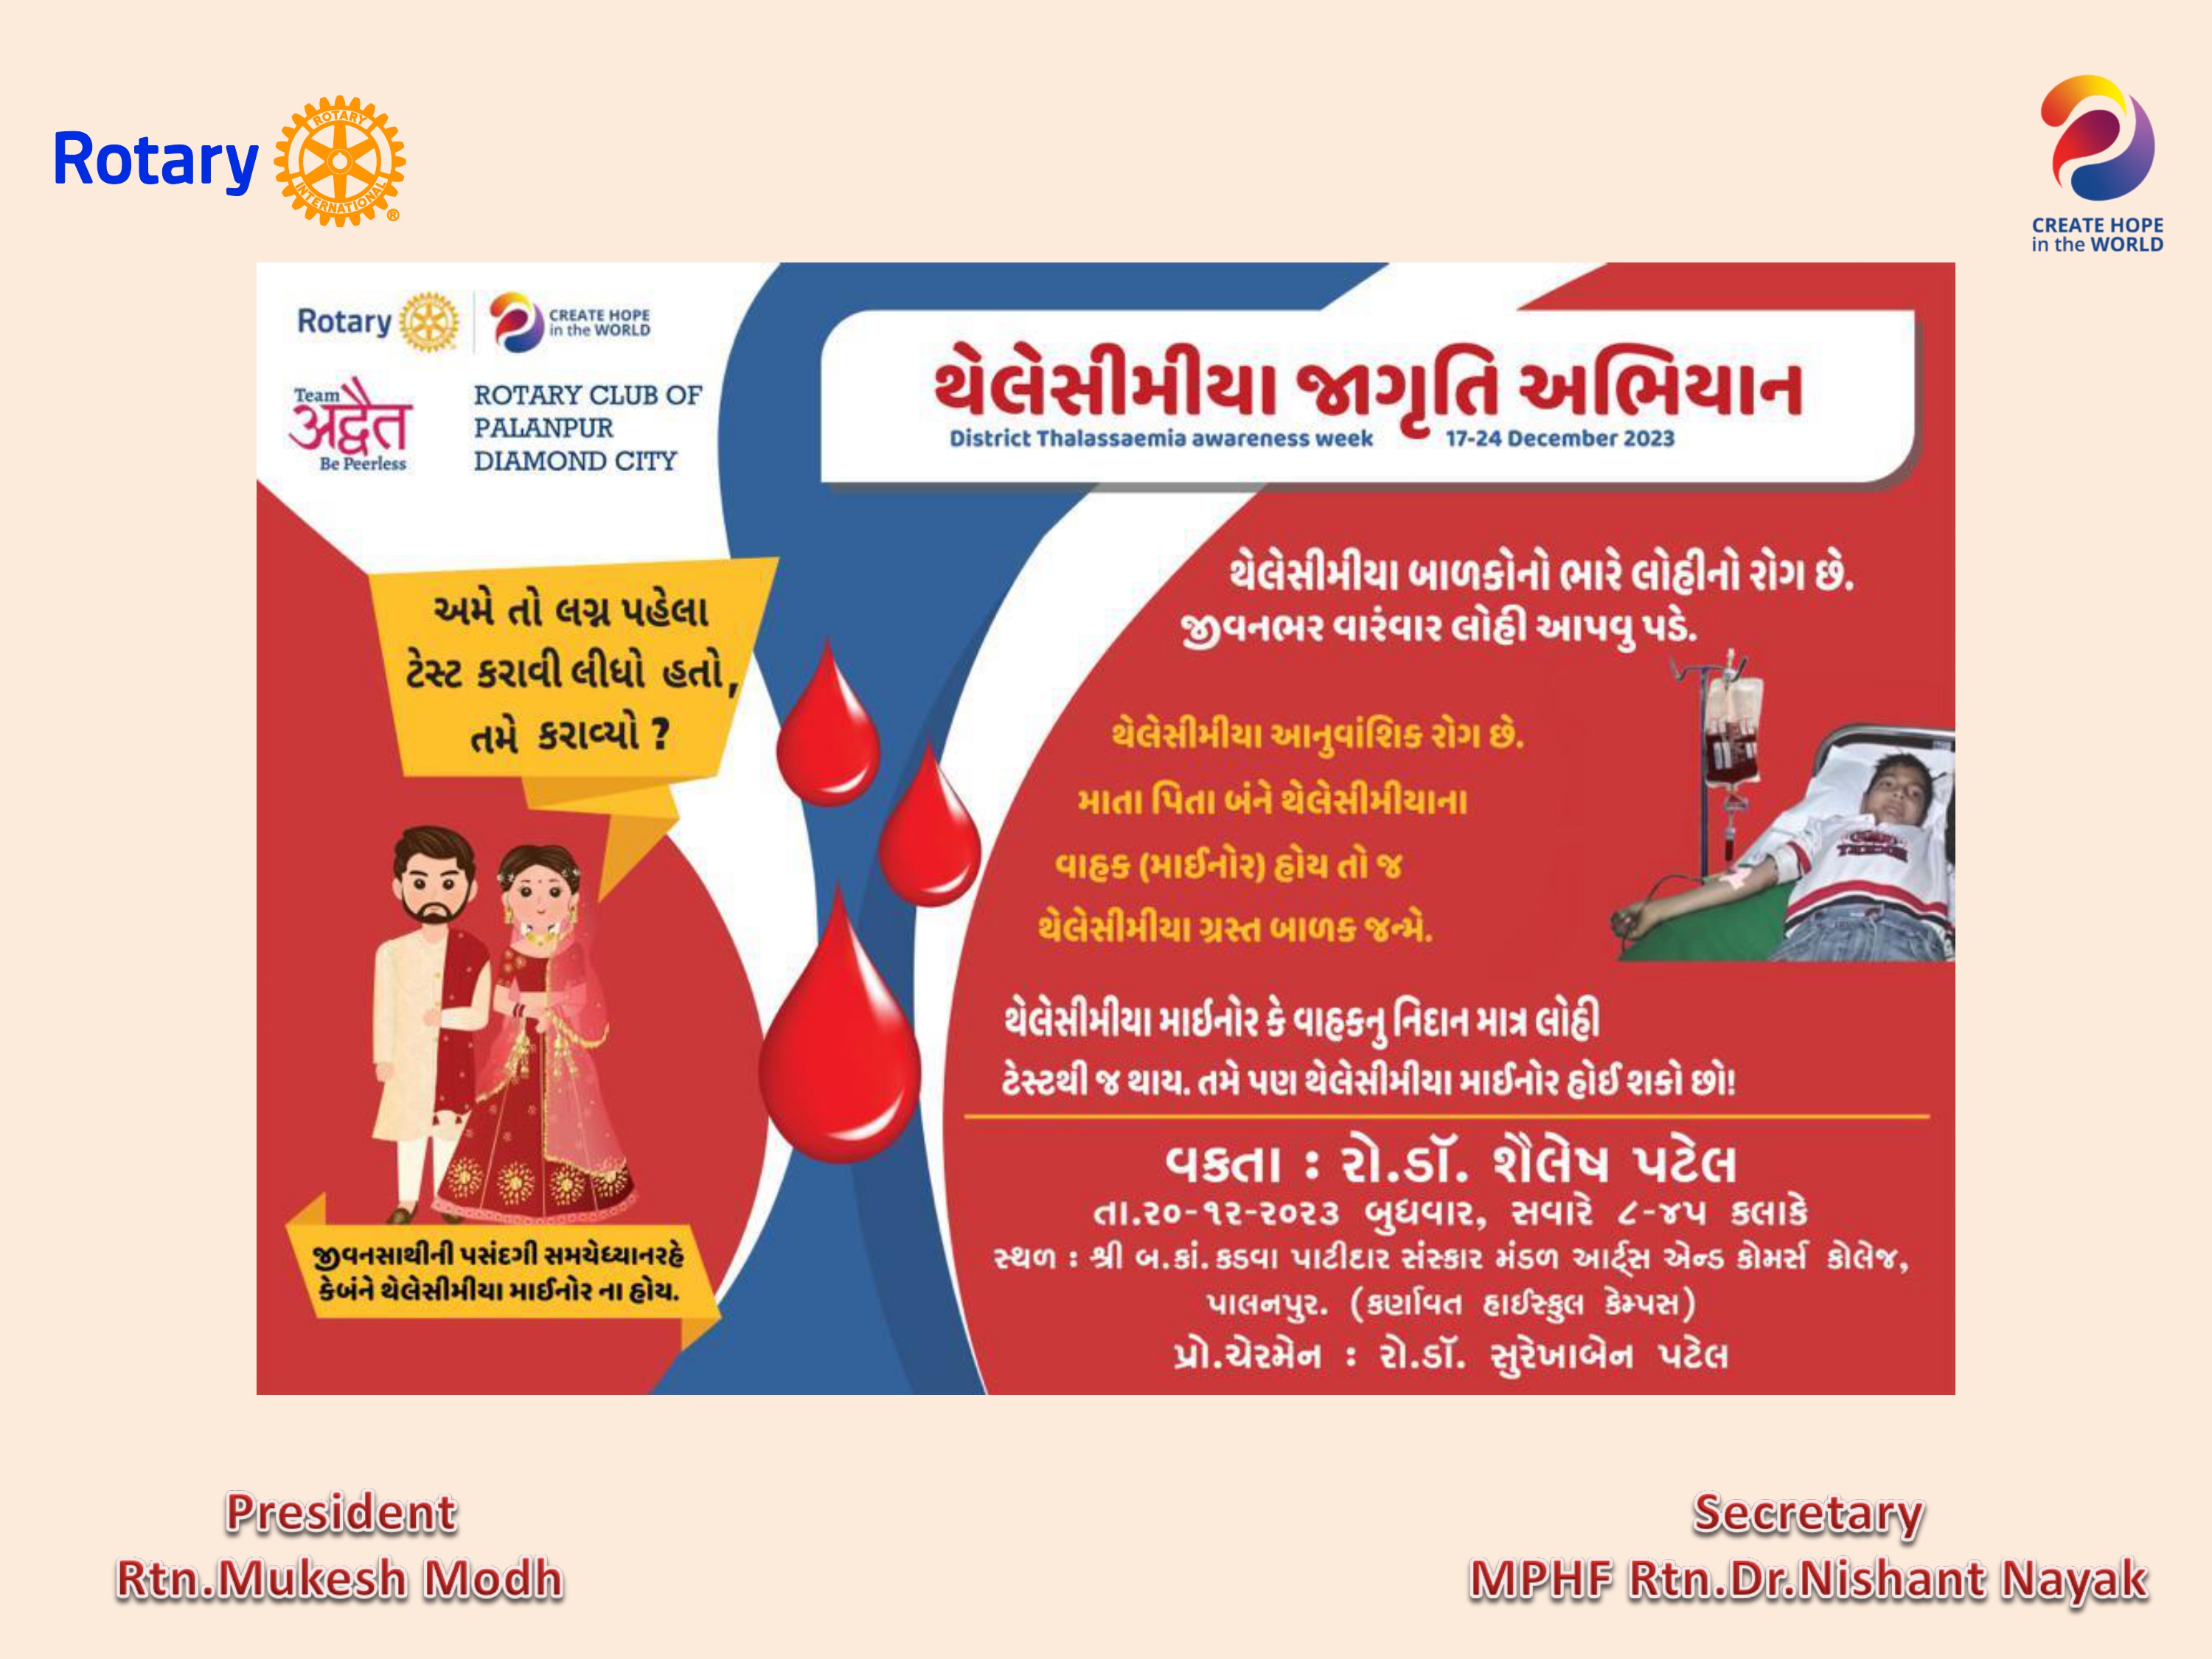 Rotary
ROTARY
INTERNATIONAL
®
CREATE HOPE
in the WORLD
Rotary
CREATE HOPE
in the WORLD
Team
अद्वैत
Be Peerless
ROTARY CLUB OF
PALANPUR
DIAMOND CITY
થેલેસીમીયા જાગૃતિ અભિયાન
District Thalassaemia awareness week 17-24 December 2023
અમે તો લગ્ન પહેલા
ટેસ્ટ કરાવી લીધો હતો,
તમે કરાવ્યો ?
જીવનસાથીની પસંદગી સમયેધ્યાનરહે
કેબંને થેલેસીમીયા માઈનોર ના હોય.
થેલેસીમીયા બાળકોનો ભારે લોહીનો રોગ છે.
જીવનભર વારંવાર લોહી આપવુ પડે.
થેલેસીમીયા આનુવાંશિક રોગ છે.
માતા પિતા બંને થેલેસીમીયાના
વાહક (માઈનોર) હોય તો જ
થેલેસીમીયા ગ્રસ્ત બાળક જન્મે.
થેલેસીમીયા માઇનોર કે વાહકનુ નિદાન માત્ર લોહી
ટેસ્ટથી જ થાય. તમે પણ થેલેસીમીયા માઈનોર હોઈ શકો છો!
વકતા : રો.ડૉ. શૈલેષ પટેલ
તા.૨૦-૧૨-૨૦૨૩ બુધવાર, સવારે ૮-૪૫ કલાકે
સ્થળ : શ્રી બ.કાં. કડવા પાટીદાર સંસ્કાર મંડળ આર્ટ્સ એન્ડ કોમર્સ કોલેજ,
પાલનપુર. (કર્ણાવત હાઈસ્કુલ કેમ્પસ)
પ્રો.ચેરમેન : રો.ડૉ. સુરેખાબેન પટેલ
President
Rtn.Mukesh Modh
Secretary
MPHF Rtn.Dr.Nishant Nayak